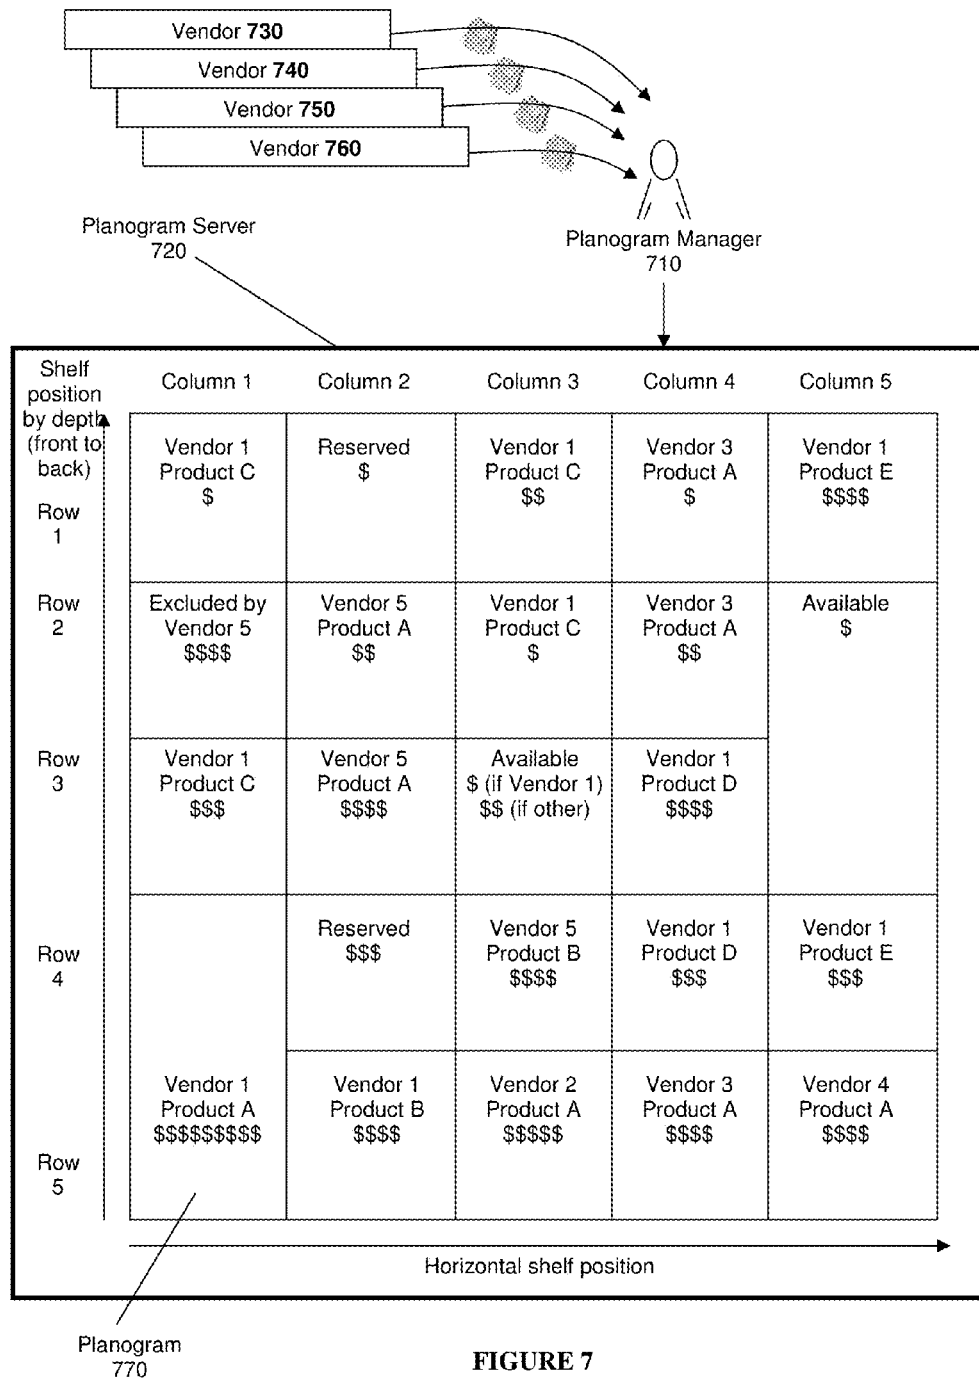 Vendor 730
Vendor 740
Vendor 750
Vendor 760
Planogram Server
720
Planogram Manager
710
Shelf
position
by depth
(front to
back)
Column 1
Column 2
Column 3
Column 4
Column 5
Row
1
Vendor 1
Product C
$
Reserved
$
Vendor 1
Product C
$$
Vendor 3
Product A
$
Vendor 1
Product E
$$$$
Row
2
Excluded by
Vendor 5
$$$$
Vendor 5
Product A
$$
Vendor 1
Product C
$
Vendor 3
Product A
$$
Available
$
Row
3
Vendor 1
Product C
$$$
Vendor 5
Product A
$$$$
Available
$ (if Vendor 1)
$$ (if other)
Vendor 1
Product D
$$$$
Row
4
Reserved
$$$
Vendor 5
Product B
$$$$
Vendor 1
Product D
$$$
Vendor 1
Product E
$$$
Row
5
Vendor 1
Product A
$$$$$$$$$
Vendor 1
Product B
$$$$
Vendor 2
Product A
$$$$$
Vendor 3
Product A
$$$$
Vendor 4
Product A
$$$$
Horizontal shelf position
Planogram
770
FIGURE 7